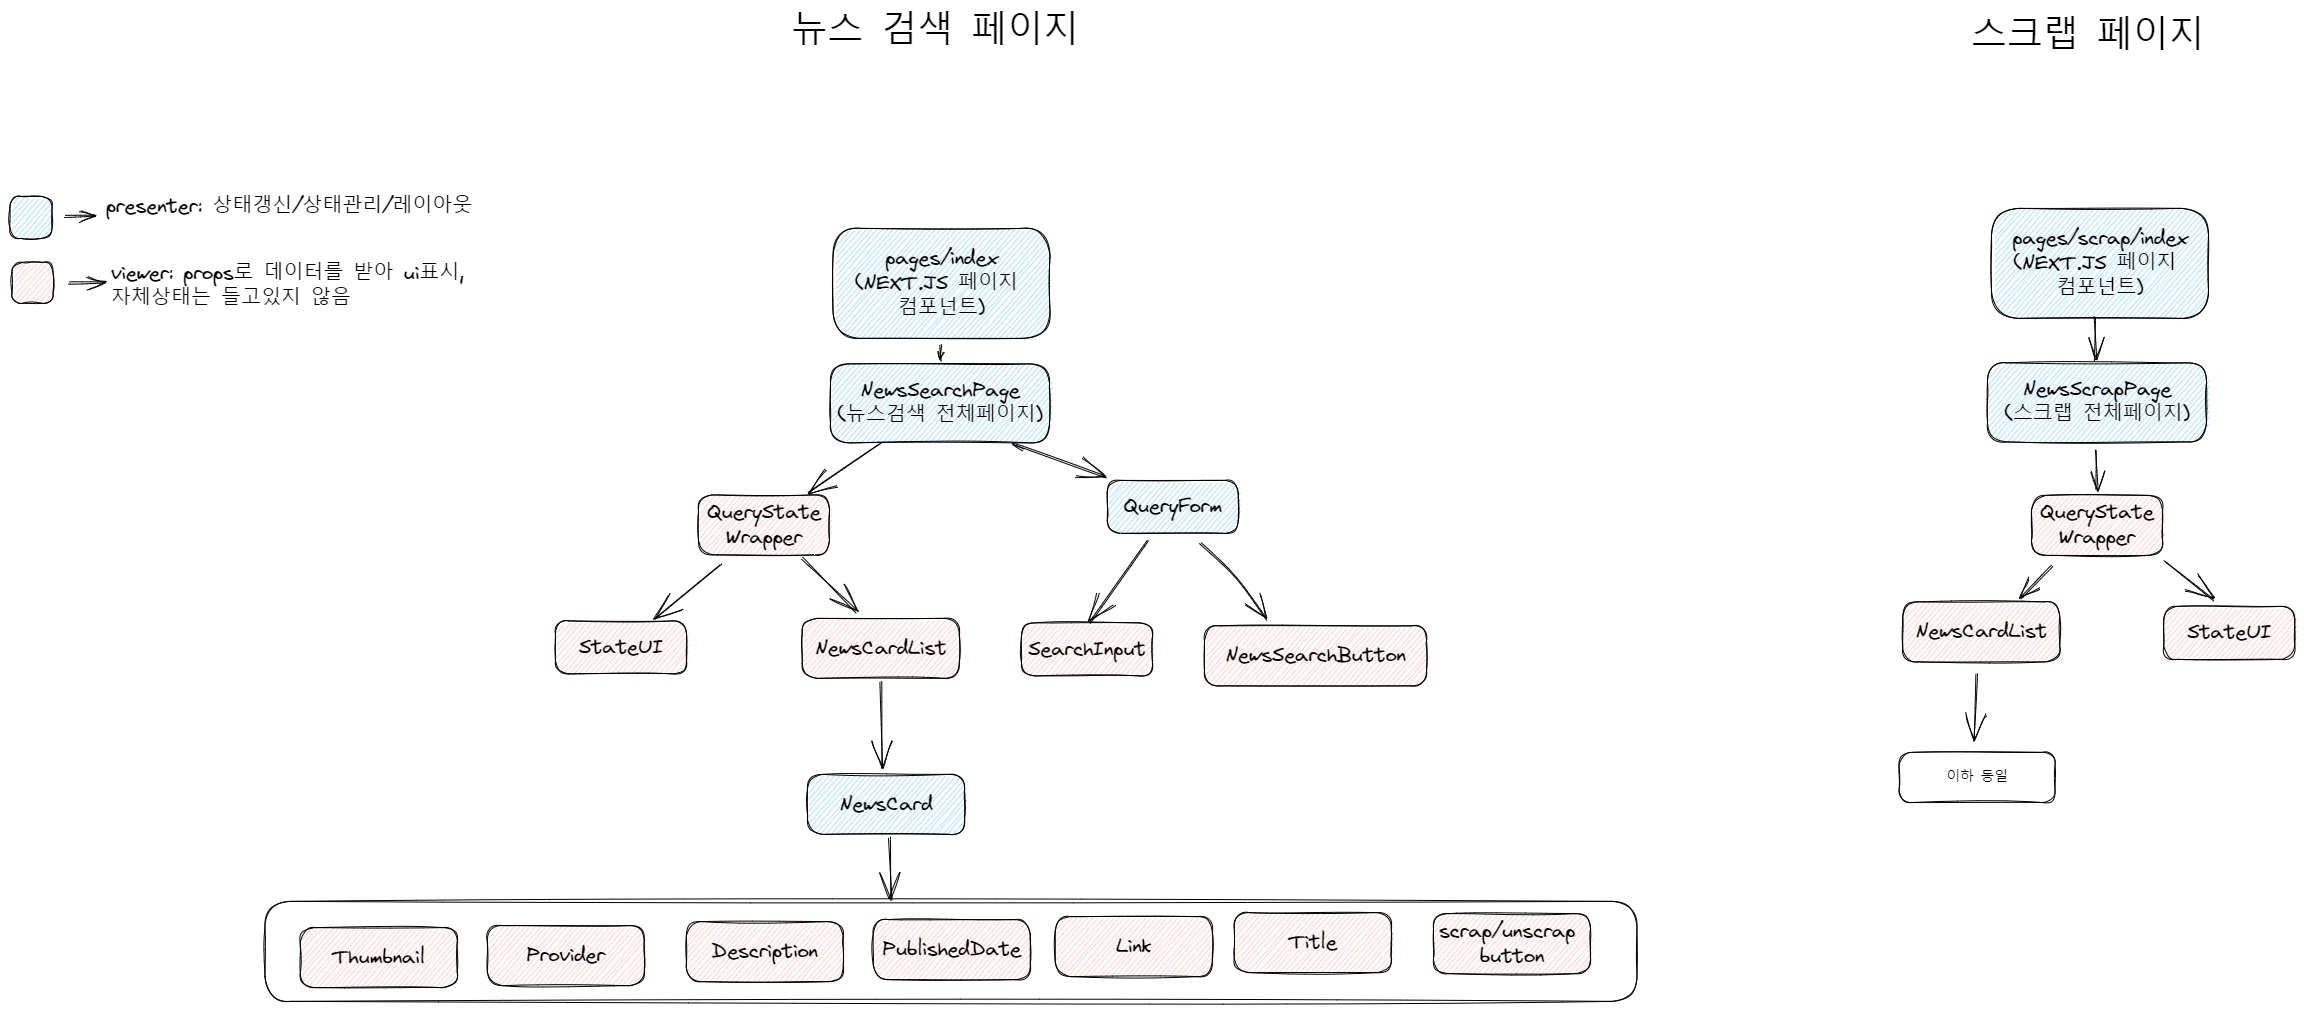 뉴스 검색 페이지
스크랩 페이지
presenter: 상태갱신/상태관리/레이아웃
viewer: props로 데이터를 받아 ui표시,
자체상태는 들고있지 않음
pages/index
(NEXT.JS 페이지
컴포넌트)
NewsSearchPage
(뉴스검색 전체페이지)
QueryState
Wrapper
QueryForm
StateUI
NewsCardList
SearchInput
NewsSearchButton
NewsCard
Thumbnail
Provider
Description
PublishedDate
Link
Title
scrap/unscrap
button
pages/scrap/index
(NEXT.JS 페이지
컴포넌트)
NewsScrapPage
(스크랩 전체페이지)
QueryState
Wrapper
NewsCardList
StateUI
이하 동일